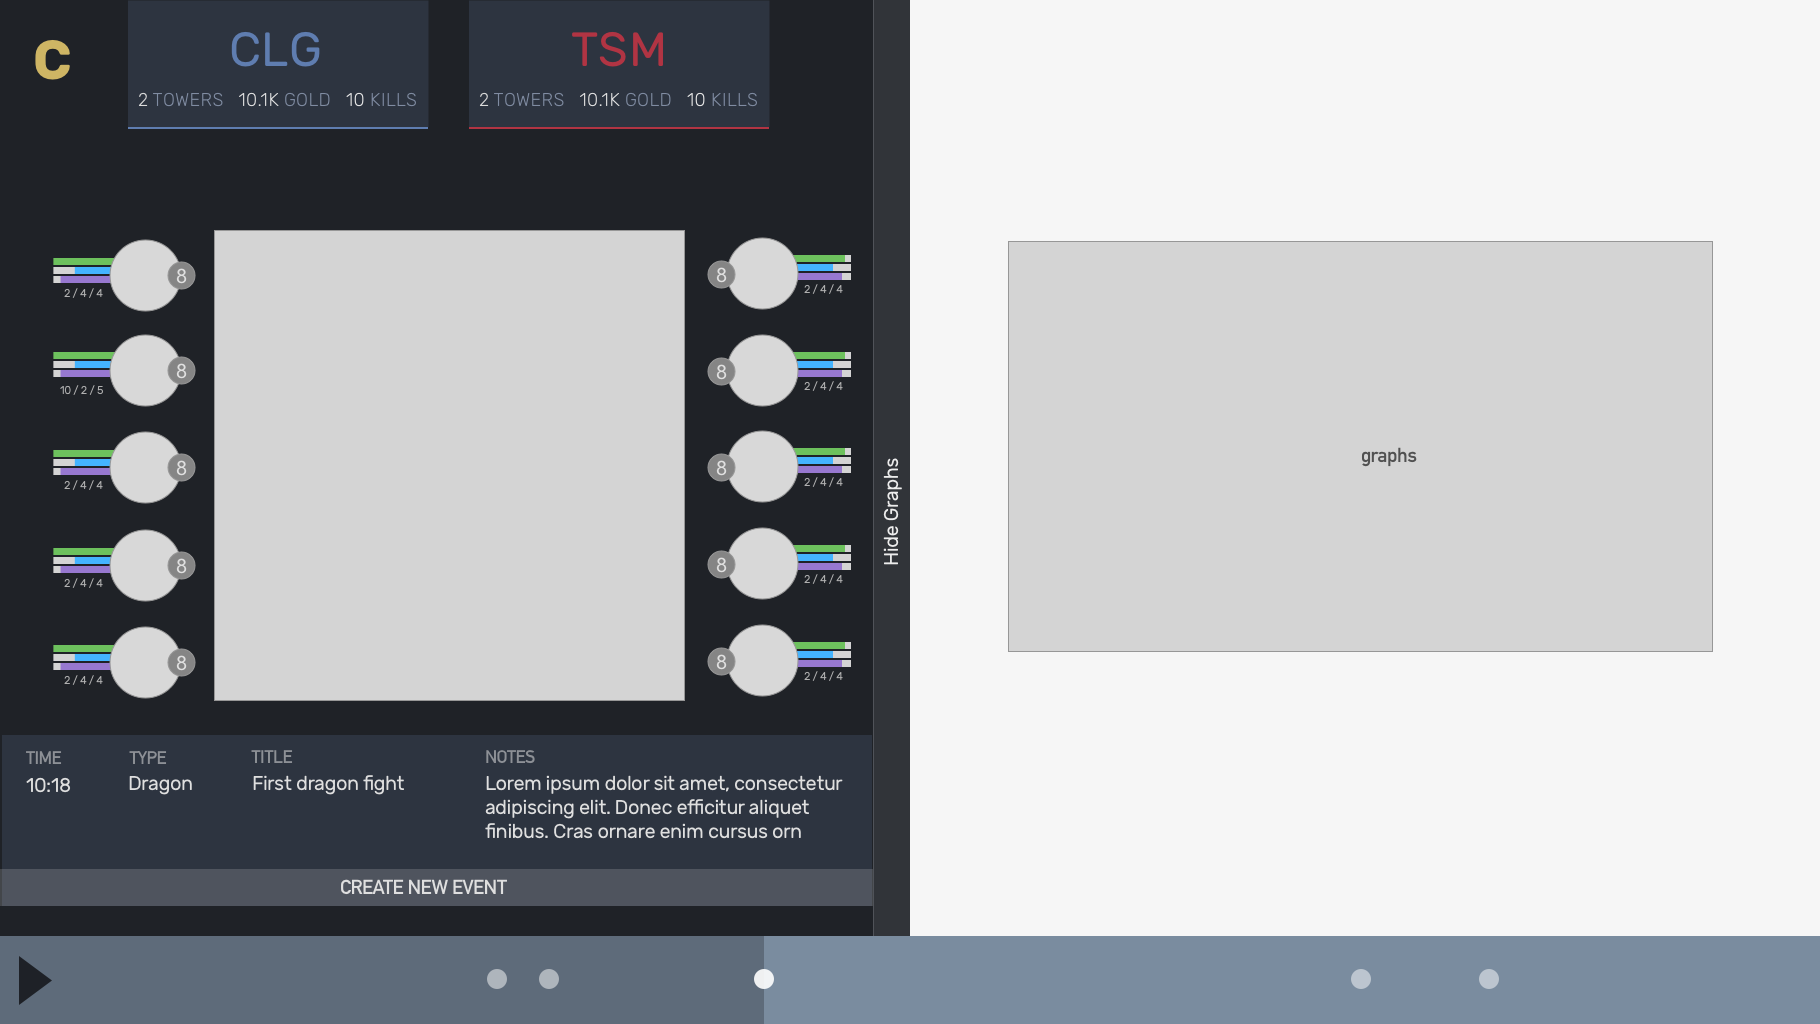 C
CLG
2 TOWERS 10.1K GOLD 10 KILLS
TSM
2 TOWERS 10.1K GOLD 10 KILLS
8
2 / 4 / 4
8
10 / 2 / 5
8
2 / 4 / 4
8
2 / 4 / 4
8
2 / 4 / 4
8
2 / 4 / 4
8
2 / 4 / 4
8
2 / 4 / 4
8
2 / 4 / 4
8
2 / 4 / 4
Hide Graphs
graphs
TIME
10:18
TYPE
Dragon
TITLE
First dragon fight
NOTES
Lorem ipsum dolor sit amet, consectetur
adipiscing elit. Donec efficitur aliquet
finibus. Cras ornare enim cursus orn
CREATE NEW EVENT